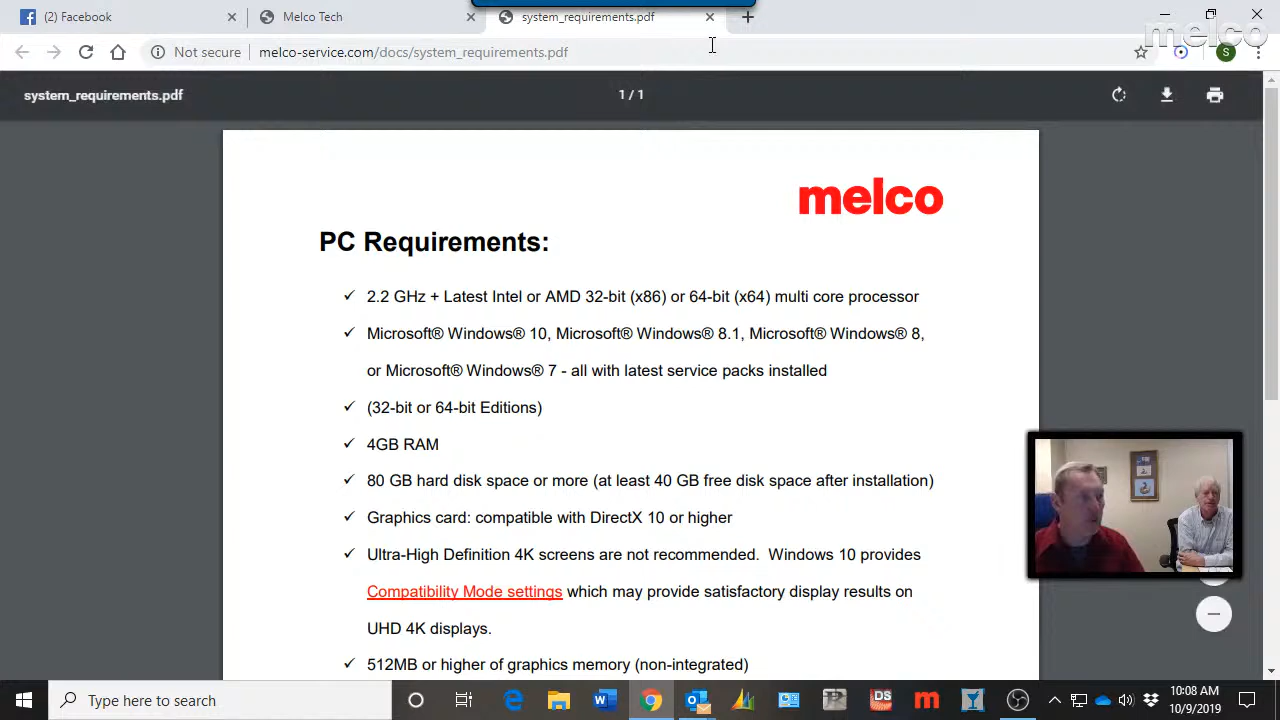 (2) Facebook
Melco Tech
system_requirements.pdf
melco
Not secure
melco-service.com/docs/system_requirements.pdf
S
system_requirements.pdf
1 / 1
melco
PC Requirements:
✓ 2.2 GHz + Latest Intel or AMD 32-bit (x86) or 64-bit (x64) multi core processor
✓ Microsoft® Windows® 10, Microsoft® Windows® 8.1, Microsoft® Windows® 8,
or Microsoft® Windows® 7 - all with latest service packs installed
✓ (32-bit or 64-bit Editions)
✓ 4GB RAM
✓ 80 GB hard disk space or more (at least 40 GB free disk space after installation)
✓ Graphics card: compatible with DirectX 10 or higher
✓ Ultra-High Definition 4K screens are not recommended. Windows 10 provides
Compatibility Mode settings which may provide satisfactory display results on
UHD 4K displays.
✓ 512MB or higher of graphics memory (non-integrated)
Type here to search
DS
m
10:08 AM
10/9/2019